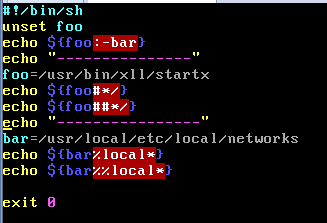 #!/bin/sh
unset foo
echo ${foo:-bar}
echo "---------------"
foo=/usr/bin/xll/startx
echo ${foo#*/}
echo ${foo##*/}
echo "----------------"
bar=/usr/local/etc/local/networks
echo ${bar%local*}
echo ${bar%%local*}
exit 0